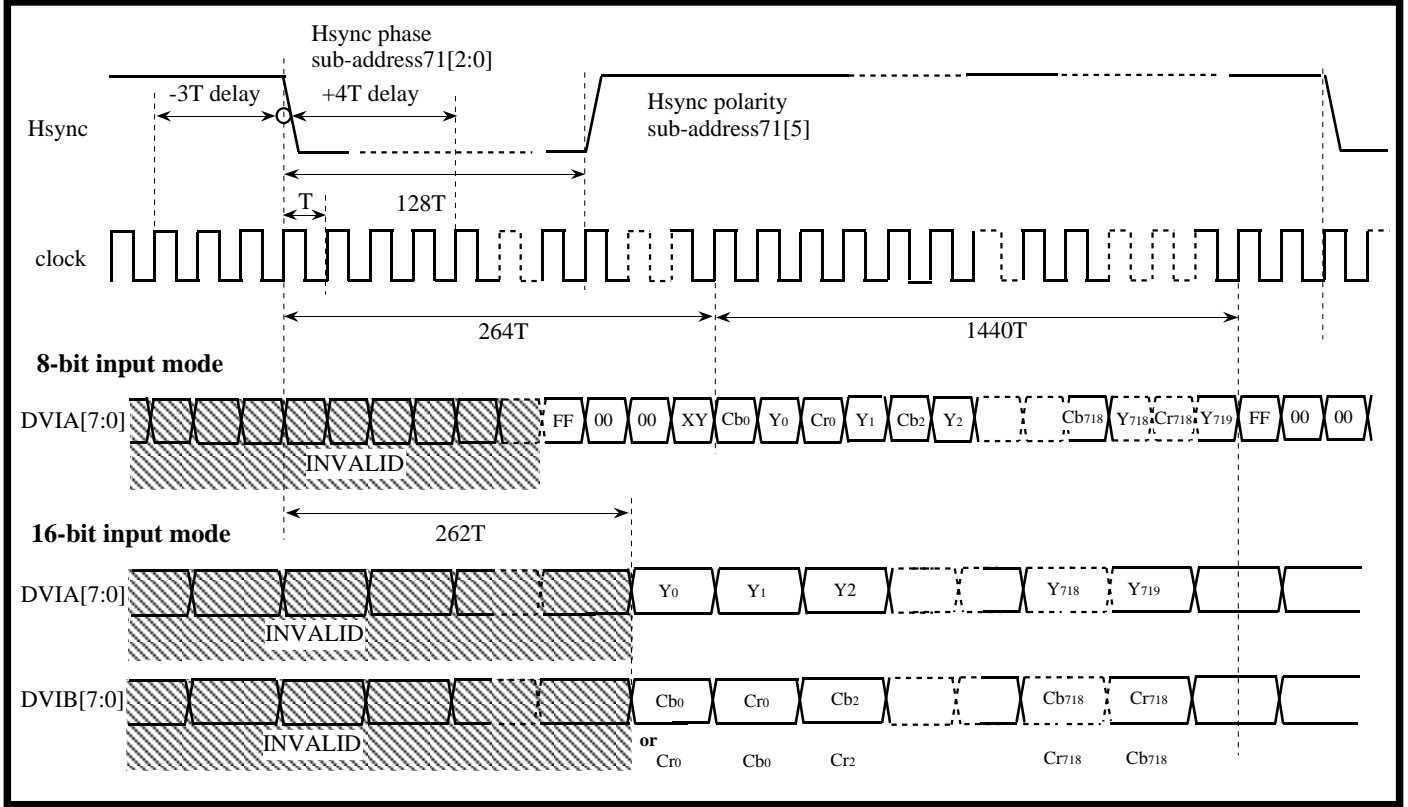 Hsync phase
sub-address71[2:0]
-3T delay
+4T delay
Hsync polarity
sub-address71[5]
Hsync
T
128T
clock
264T
1440T
8-bit input mode
DVIA[7:0]
FF 00 00 XY Cb0 Y0 Cr0 Y1 Cb2 Y2 Cb718 Y718 Cr718 Y719 FF 00 00
INVALID
262T
16-bit input mode
DVIA[7:0]
Y0 Y1 Y2 Y718 Y719
INVALID
DVIB[7:0]
Cb0 Cr0 Cb2 Cb718 Cr718
INVALID
or
Cr0 Cb0 Cr2 Cr718 Cb718